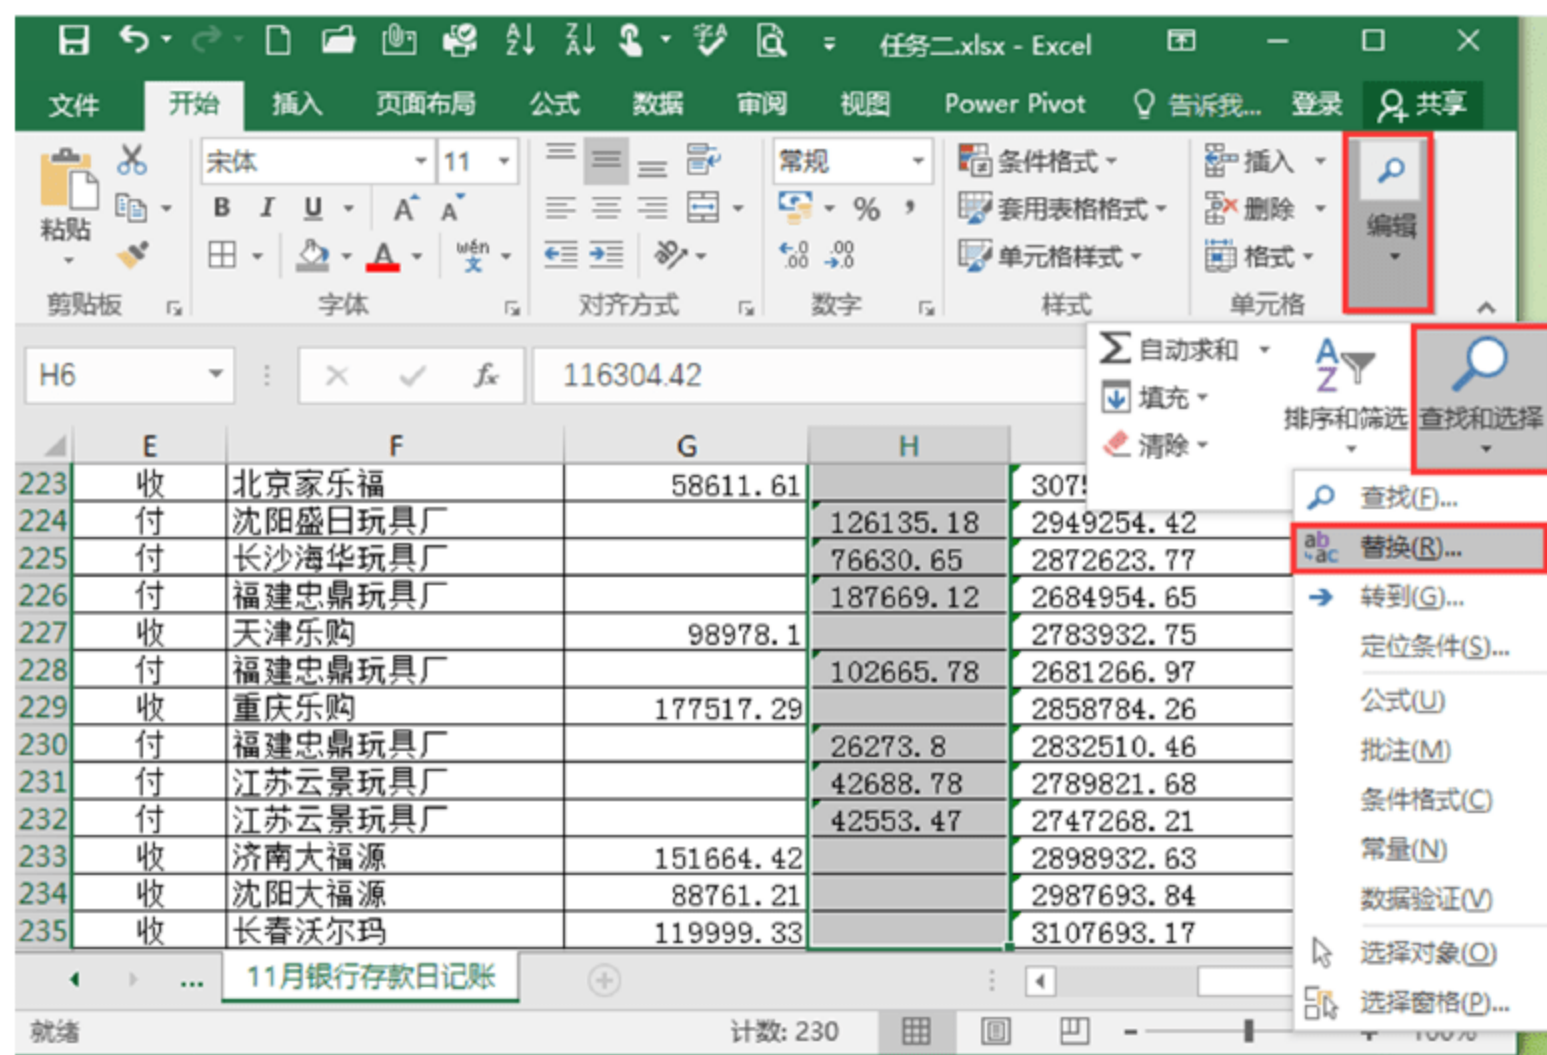 任务二.xlsx - Excel
文件 开始 插入 页面布局 公式 数据 审阅 视图 Power Pivot 告诉我... 登录 共享
粘贴 宋体 11 常规 条件格式 插入 编辑
B I U A A % 套用表格格式 删除
A wén 文 .00 .0 单元格样式 格式
剪贴板 字体 对齐方式 数字 样式 单元格
H6 fx 116304.42
自动求和 排序和筛选 查找和选择
填充
清除
E F G H
223 收 北京家乐福 58611.61 307
224 付 沈阳盛日玩具厂 126135.18 2949254.42
225 付 长沙海华玩具厂 76630.65 2872623.77
226 付 福建忠鼎玩具厂 187669.12 2684954.65
227 收 天津乐购 98978.1 2783932.75
228 付 福建忠鼎玩具厂 102665.78 2681266.97
229 收 重庆乐购 177517.29 2858784.26
230 付 福建忠鼎玩具厂 26273.8 2832510.46
231 付 江苏云景玩具厂 42688.78 2789821.68
232 付 江苏云景玩具厂 42553.47 2747268.21
233 收 济南大福源 151664.42 2898932.63
234 收 沈阳大福源 88761.21 2987693.84
235 收 长春沃尔玛 119999.33 3107693.17
查找(F)...
替换(R)...
转到(G)...
定位条件(S)...
公式(U)
批注(M)
条件格式(C)
常量(N)
数据验证(V)
选择对象(O)
选择窗格(P)...
... 11月银行存款日记账
就绪 计数: 230